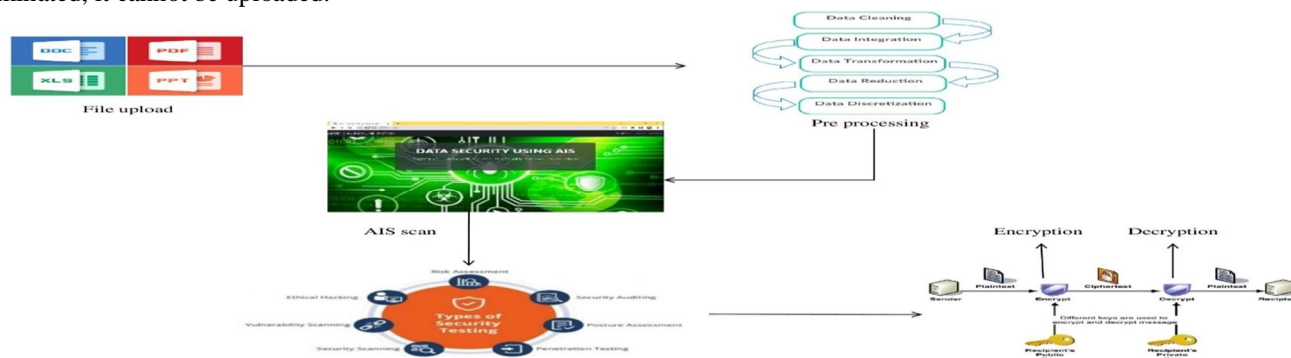 DOC
PDF
XLS
PPT
File upload
Data Cleaning
Data Integration
Data Transformation
Data Reduction
Data Discretization
Pre processing
DATA SECURITY USING AIS
AIS scan
Risk Assessment
Ethical Hacking
Security Auditing
Types of
Security
Testing
Vulnerability Scanning
Posture Assessment
Security Scanning
Penetration Testing
Encryption
Decryption
Plaintext
Ciphertext
Plaintext
Sender
Encrypt
Decrypt
Different keys are used to
encrypt and decrypt message
Recipient's
Public
Recipient's
Private